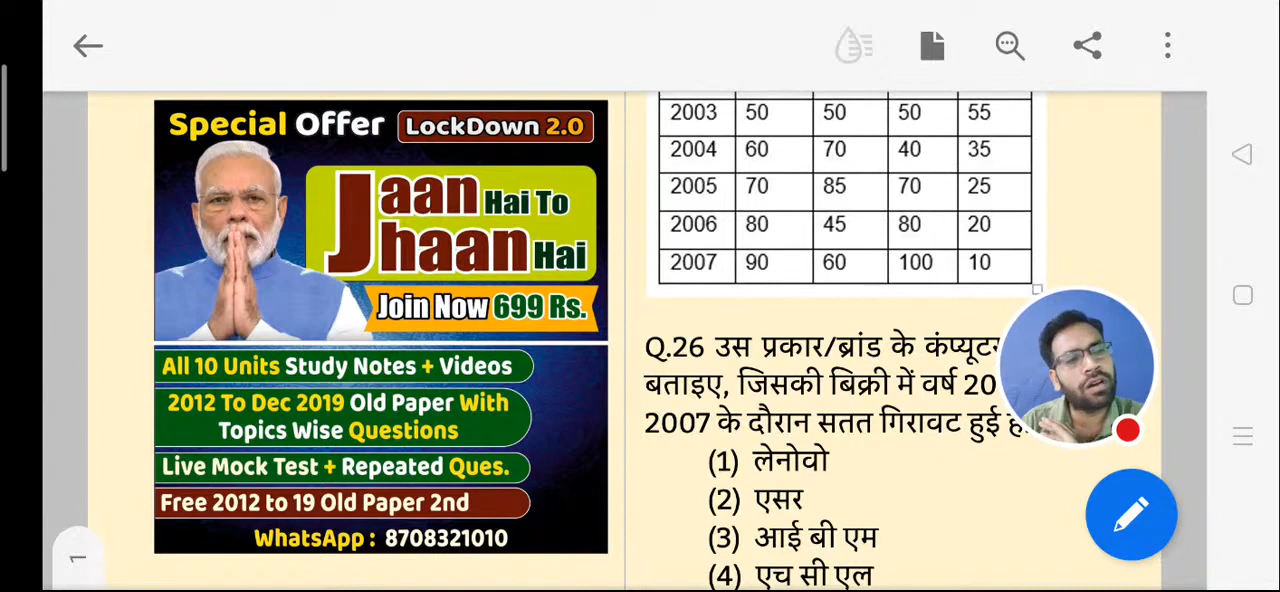 Special Offer LockDown 2.0
Jaan Hai To
Jhaan Hai
Join Now 699 Rs.
All 10 Units Study Notes + Videos
2012 To Dec 2019 Old Paper With
Topics Wise Questions
Live Mock Test + Repeated Ques.
Free 2012 to 19 Old Paper 2nd
WhatsApp : 8708321010
1
2003 50 50 50 55
2004 60 70 40 35
2005 70 85 70 25
2006 80 45 80 20
2007 90 60 100 10
Q.26 उस प्रकार/ब्रांड के
बताइए, जिसकी बिक्री में वर्ष 20
2007 के दौरान सतत गिरावट हुई
(1) लेनोवो
(2) एसर
(3) आई बी एम
(4) एच सी एल